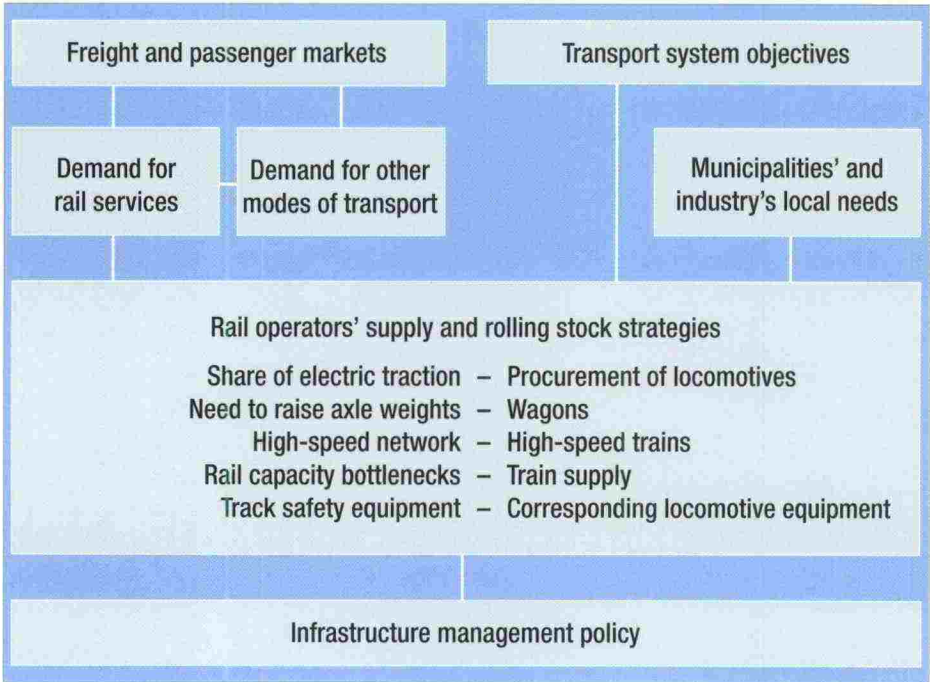 Freight and passenger markets
Transport system objectives
Demand for
rail services
Demand for other
modes of transport
Municipalities' and
industry's local needs
Rail operators' supply and rolling stock strategies
Share of electric traction – Procurement of locomotives
Need to raise axle weights – Wagons
High-speed network – High-speed trains
Rail capacity bottlenecks – Train supply
Track safety equipment – Corresponding locomotive equipment
Infrastructure management policy